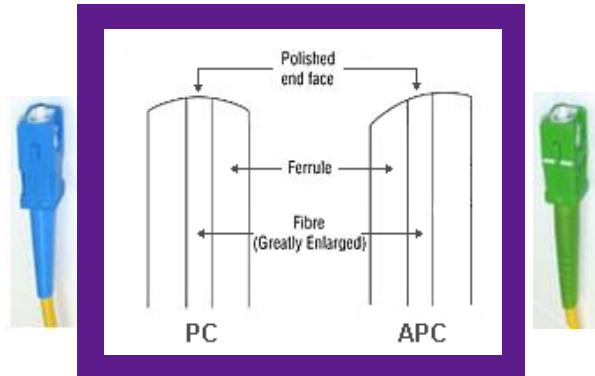 Polished
end face
Ferrule
Fibre
(Greatly Enlarged)
PC
APC